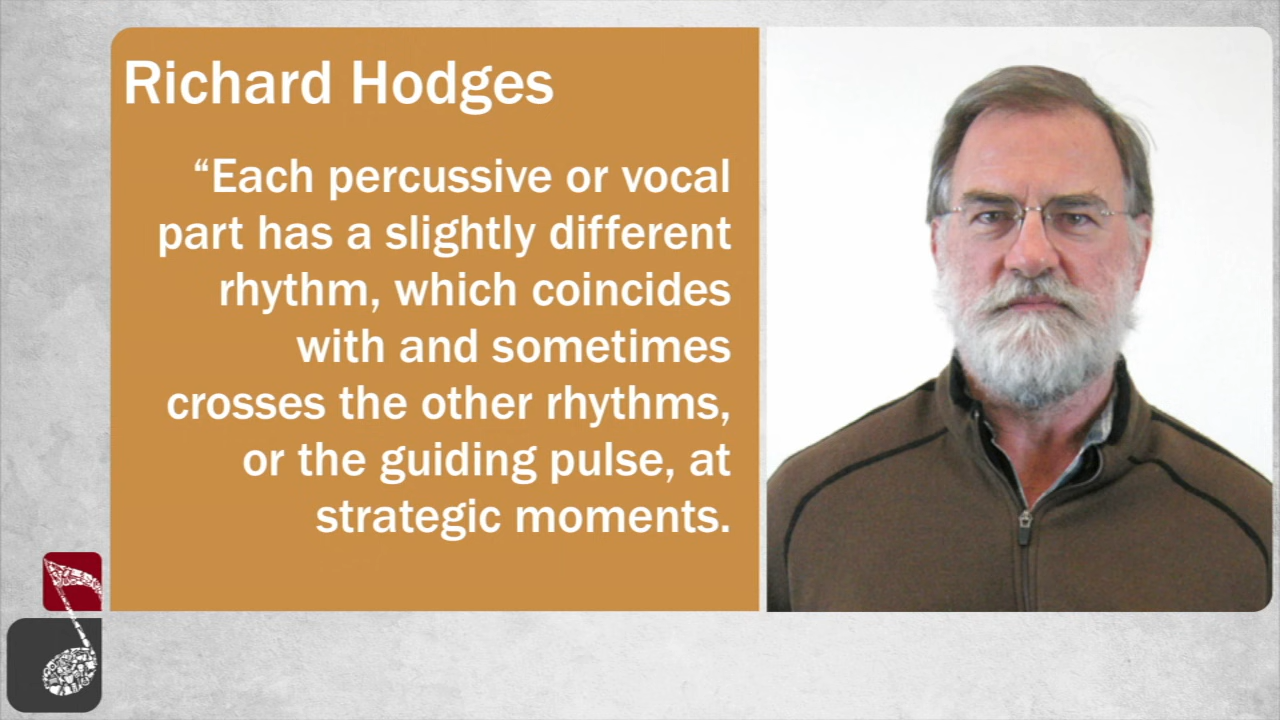 Richard Hodges
“Each percussive or vocal
part has a slightly different
rhythm, which coincides
with and sometimes
crosses the other rhythms,
or the guiding pulse, at
strategic moments.